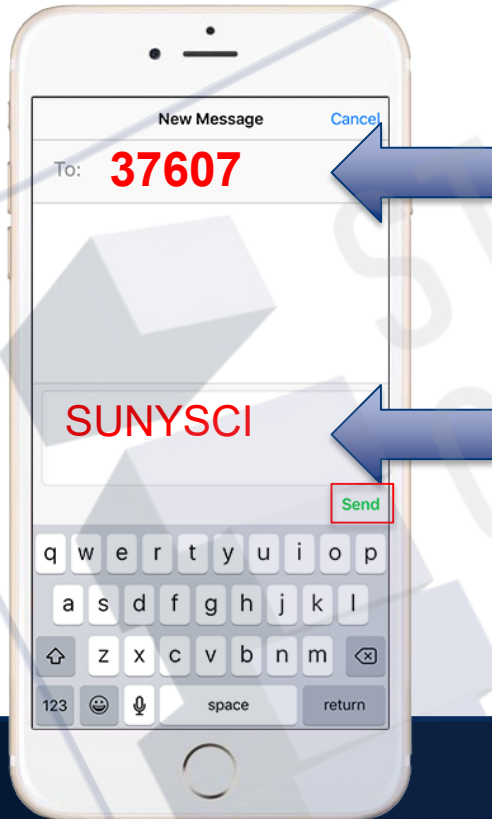 New Message Cancel
To: 37607
SUNYSCI
Send
q w e r t y u i o p
a s d f g h j k l
z x c v b n m
123 space return